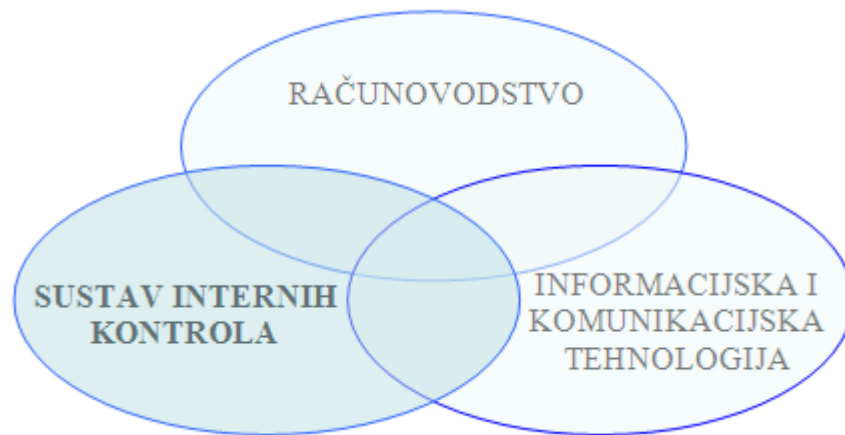 RAČUNOVODSTVO
SUSTAV INTERNIH
KONTROLA
INFORMACIJSKA I
KOMUNIKACIJSKA
TEHNOLOGIJA